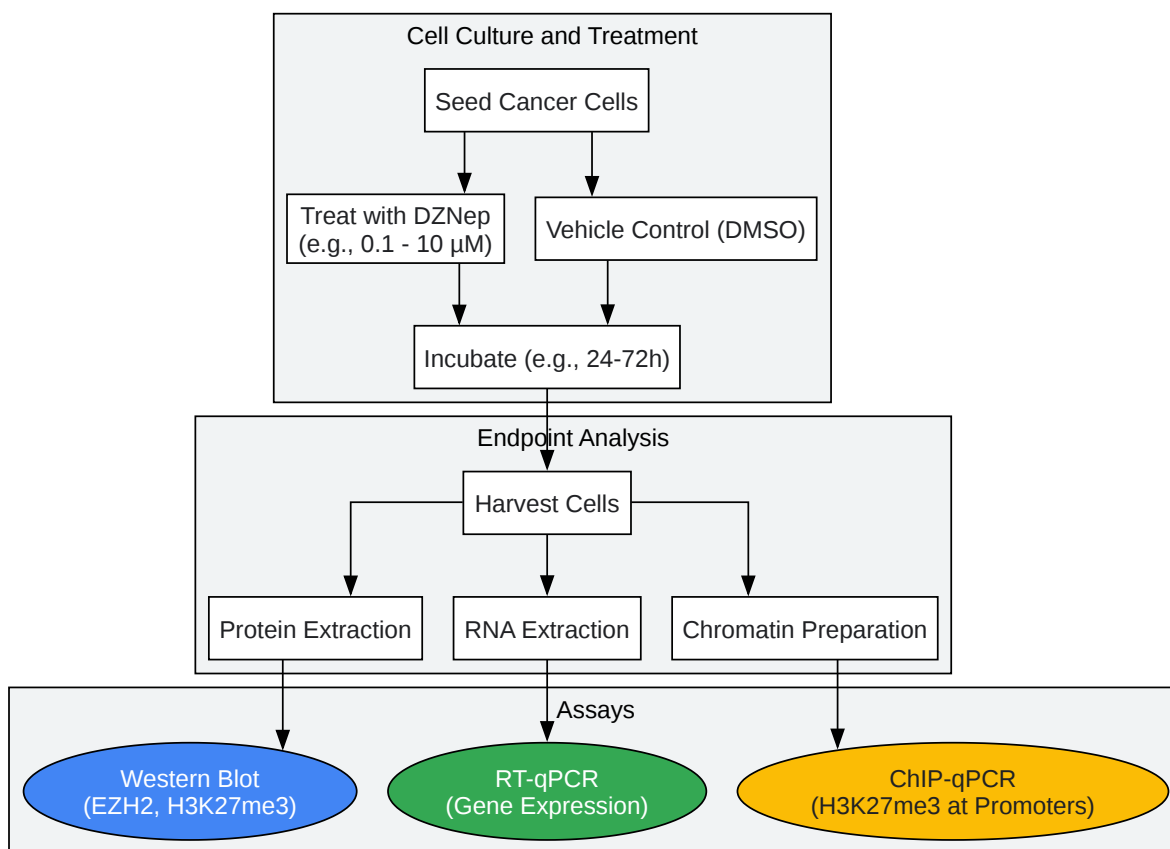 Cell Culture and Treatment
Seed Cancer Cells
Treat with DZNep
(e.g., 0.1 - 10 µM)
Vehicle Control (DMSO)
Incubate (e.g., 24-72h)
Endpoint Analysis
Harvest Cells
Protein Extraction
RNA Extraction
Chromatin Preparation
Assays
Western Blot
(EZH2, H3K27me3)
RT-qPCR
(Gene Expression)
ChIP-qPCR
(H3K27me3 at Promoters)